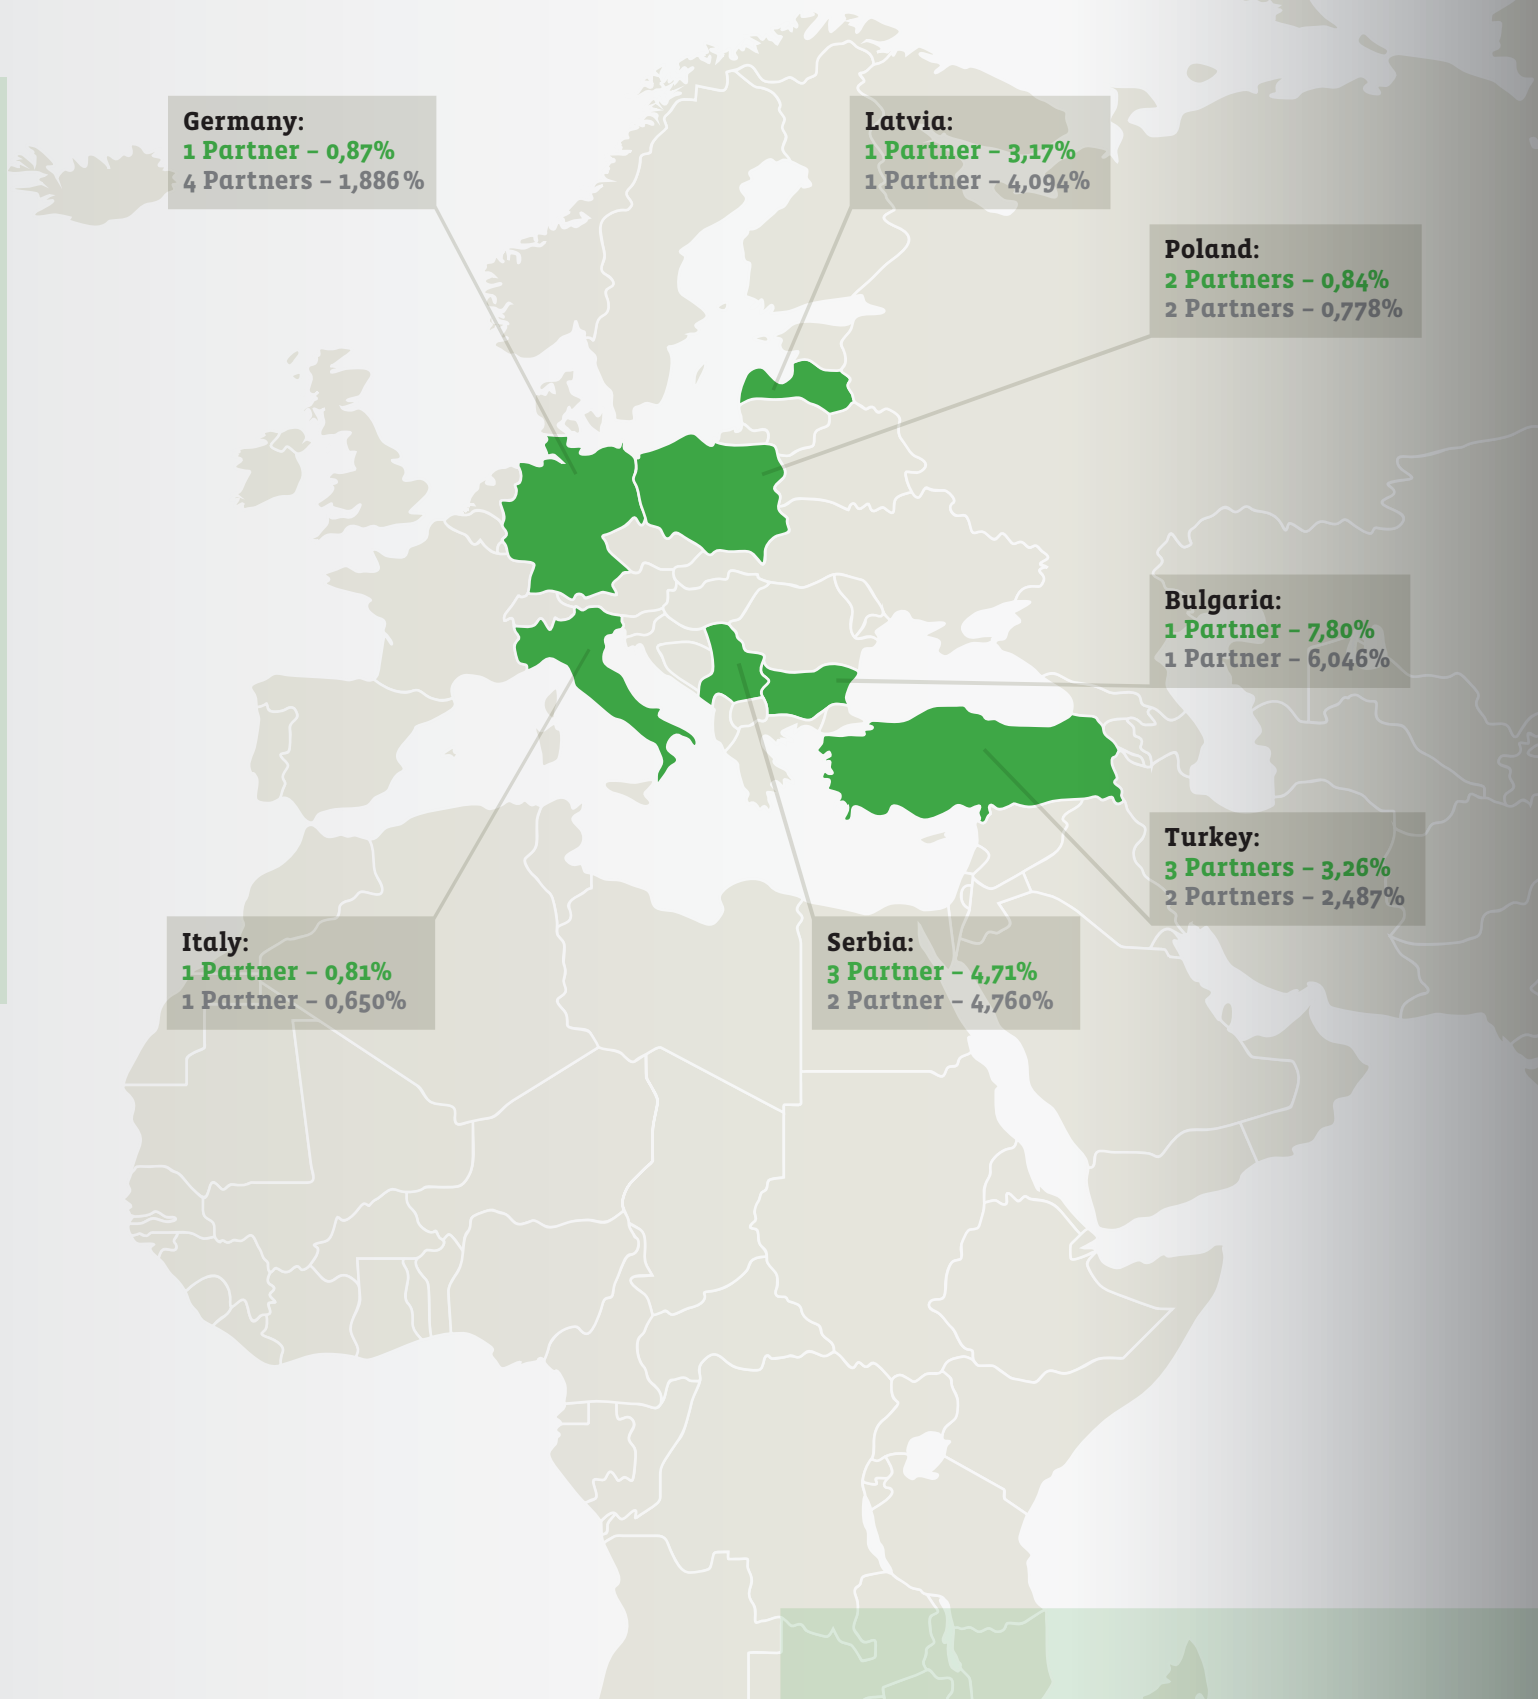 Germany:
1 Partner – 0,87%
4 Partners – 1,886%
Latvia:
1 Partner – 3,17%
1 Partner – 4,094%
Poland:
2 Partners – 0,84%
2 Partners – 0,778%
Bulgaria:
1 Partner – 7,80%
1 Partner – 6,046%
Turkey:
3 Partners – 3,26%
2 Partners – 2,487%
Italy:
1 Partner – 0,81%
1 Partner – 0,650%
Serbia:
3 Partner – 4,71%
2 Partner – 4,760%